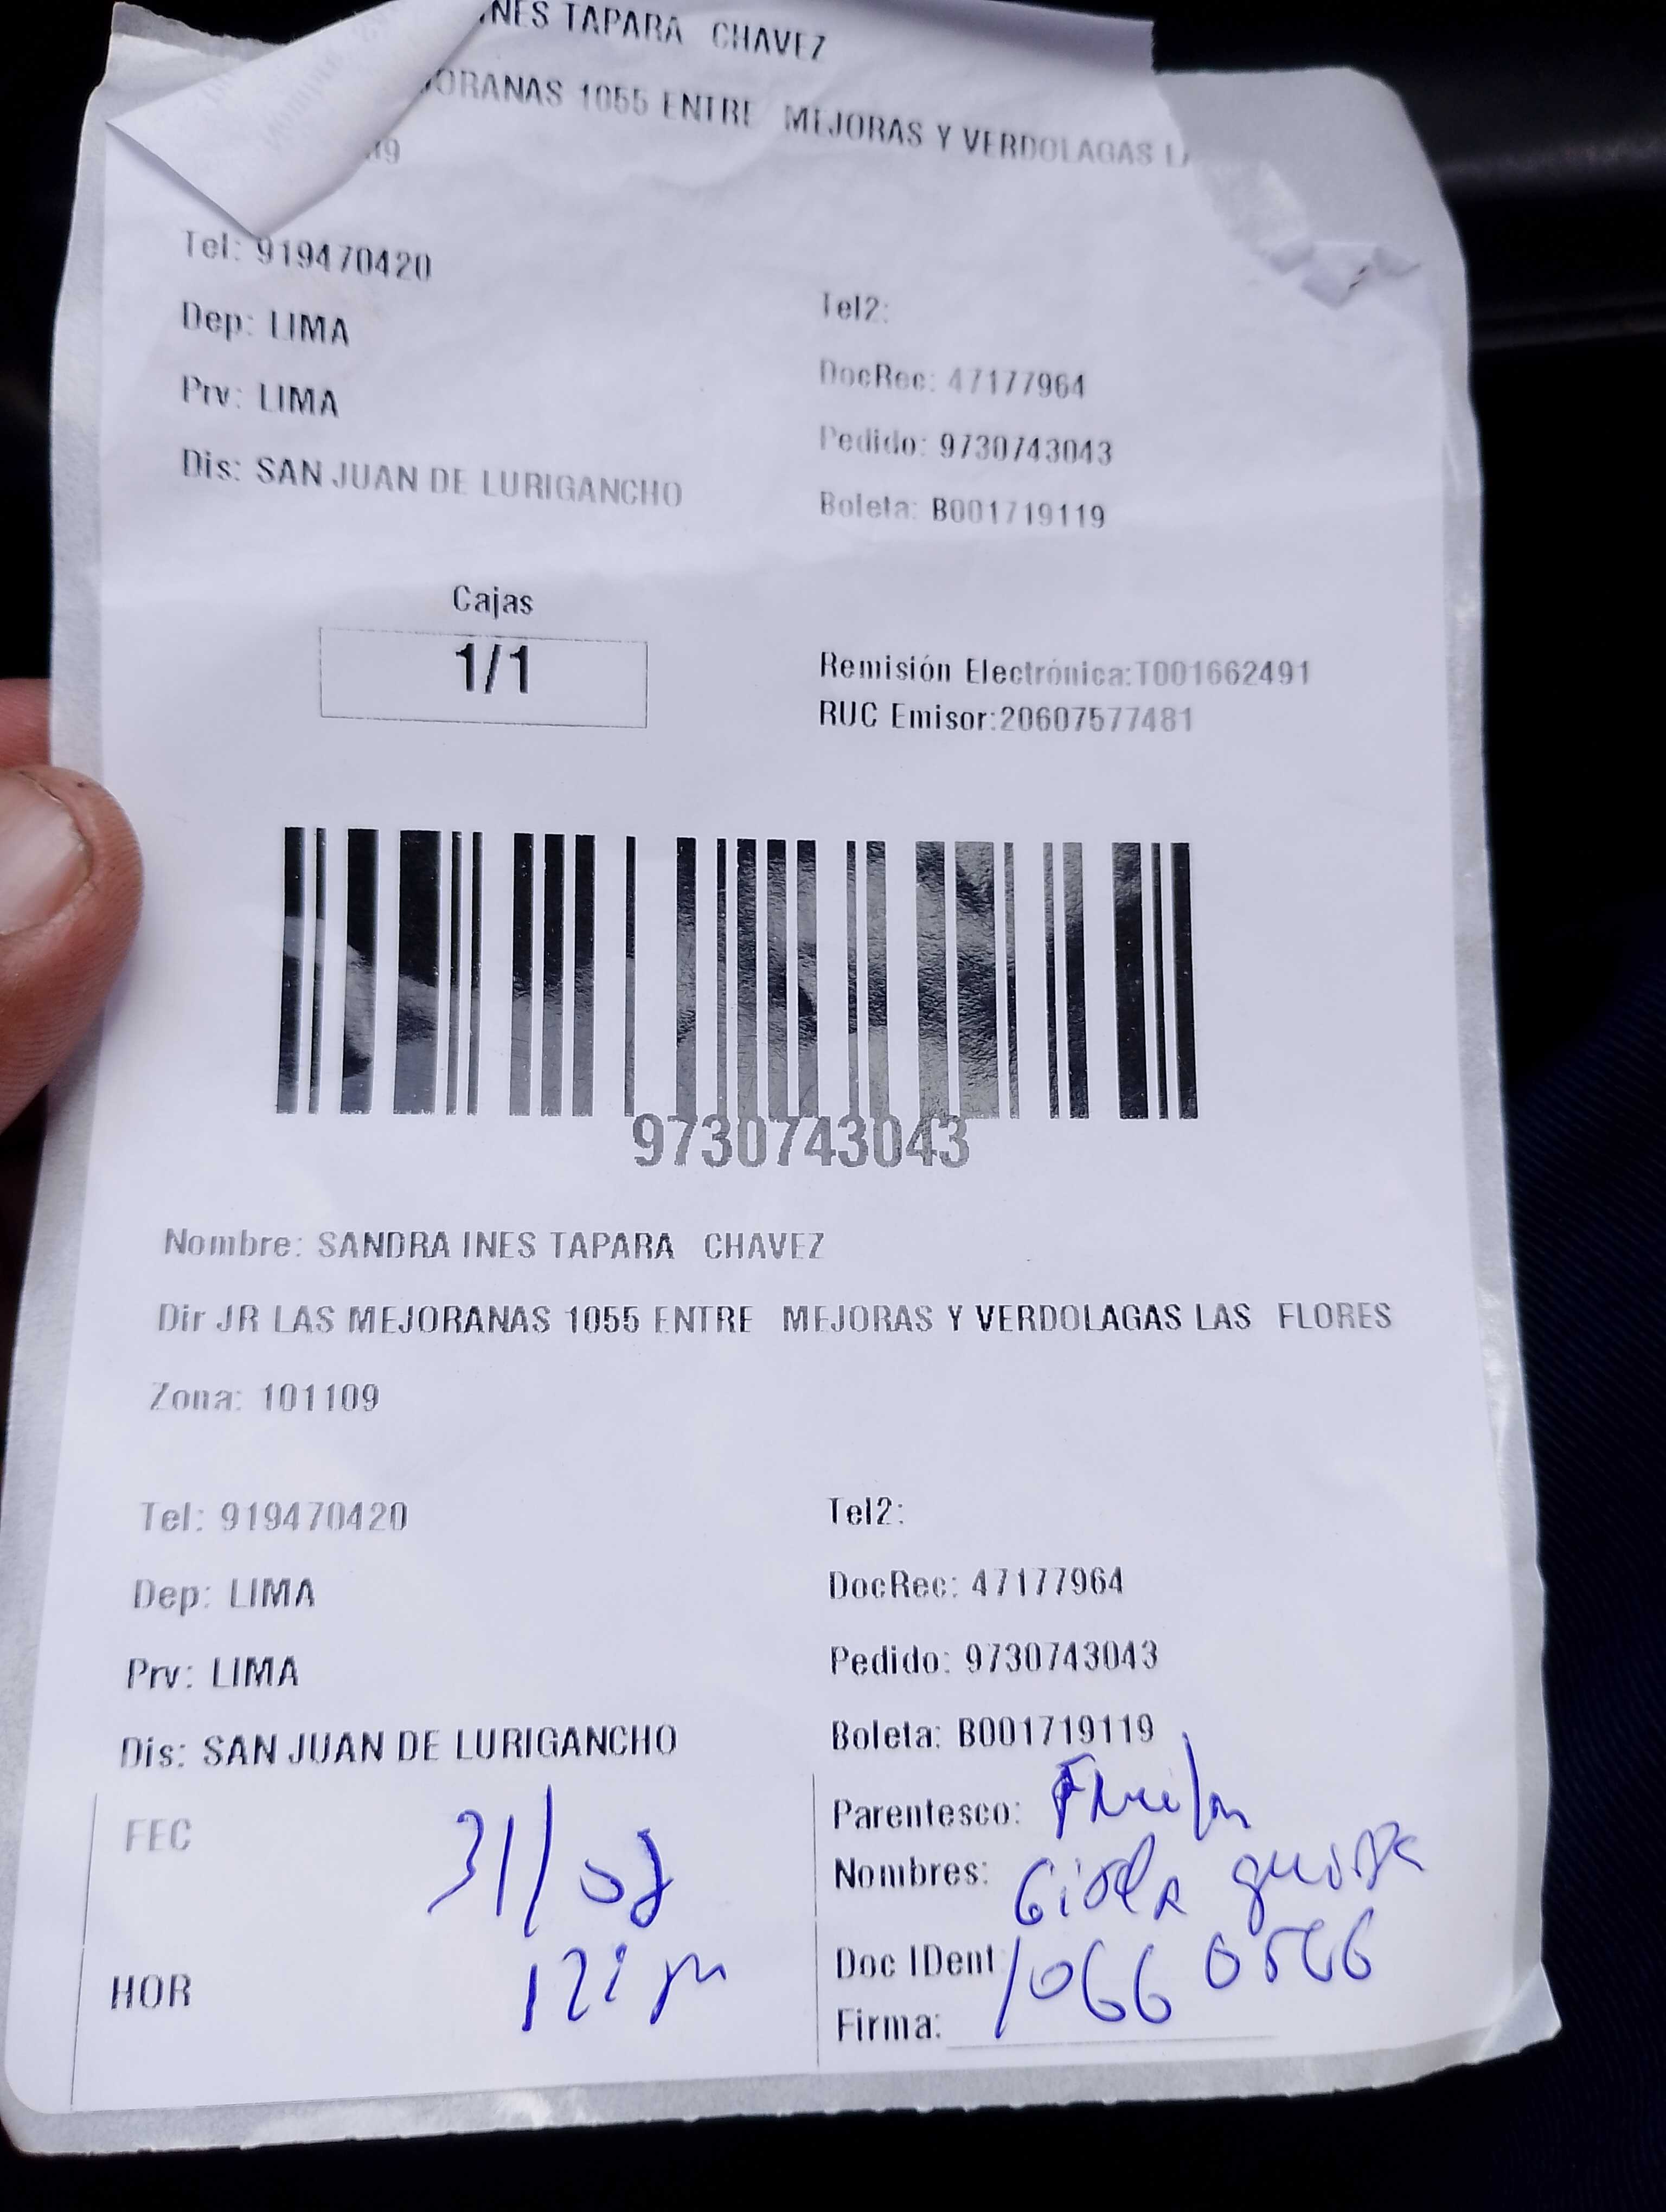 INES TAPARA CHAVEZ
JORANAS 1055 ENTRE MEJORAS Y VERDOLAGAS LA
Tel: 919470420
Dep: LIMA
Prv: LIMA
Dis: SAN JUAN DE LURIGANCHO
Tel2:
DocRec: 47177964
Pedido: 9730743043
Boleta: B001719119
Cajas
1/1
Remisión Electrónica:T001662491
RUC Emisor:20607577481
9730743043
Nombre: SANDRA INES TAPARA CHAVEZ
Dir JR LAS MEJORANAS 1055 ENTRE MEJORAS Y VERDOLAGAS LAS FLORES
Zona: 101109
Tel: 919470420
Dep: LIMA
Prv: LIMA
Dis: SAN JUAN DE LURIGANCHO
Tel2:
DocRec: 47177964
Pedido: 9730743043
Boleta: B001719119
FEC
HOR
Parentesco:
Nombres:
Doc IDent
Firma: